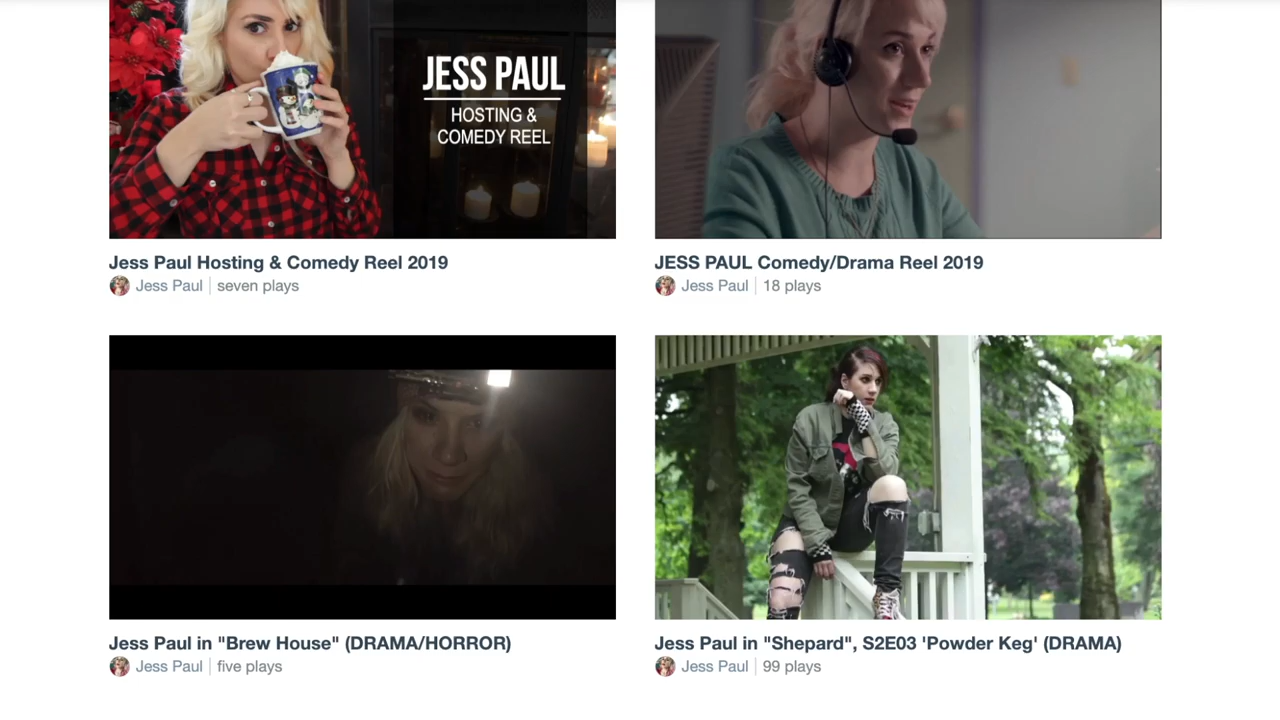 JESS PAUL
HOSTING &
COMEDY REEL
Jess Paul Hosting & Comedy Reel 2019
Jess Paul | seven plays
JESS PAUL Comedy/Drama Reel 2019
Jess Paul | 18 plays
Jess Paul in "Brew House" (DRAMA/HORROR)
Jess Paul | five plays
Jess Paul in "Shepard", S2E03 'Powder Keg' (DRAMA)
Jess Paul | 99 plays